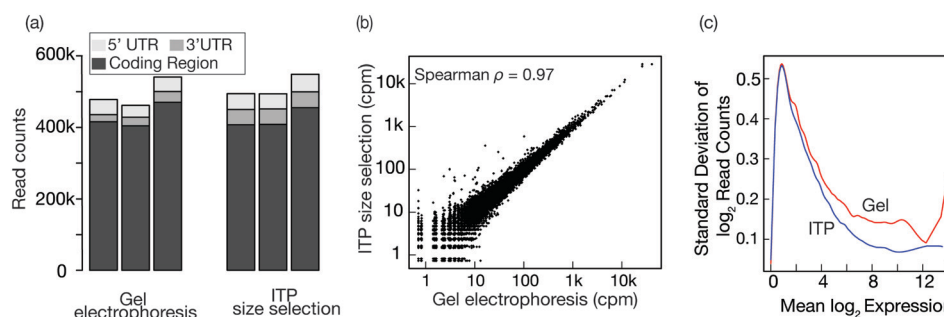 (a)
5' UTR
3'UTR
Coding Region
600k
400k
200k
0
Read counts
Gel
electrophoresis
ITP
size selection
(b)
Spearman ρ = 0.97
10k
1k
100
10
1
ITP size selection (cpm)
1
10
100
1k
10k
Gel electrophoresis (cpm)
(c)
0.5
0.4
0.3
0.2
0.1
Standard Deviation of
log2 Read Counts
Gel
ITP
0
4
8
12
Mean log2 Expression